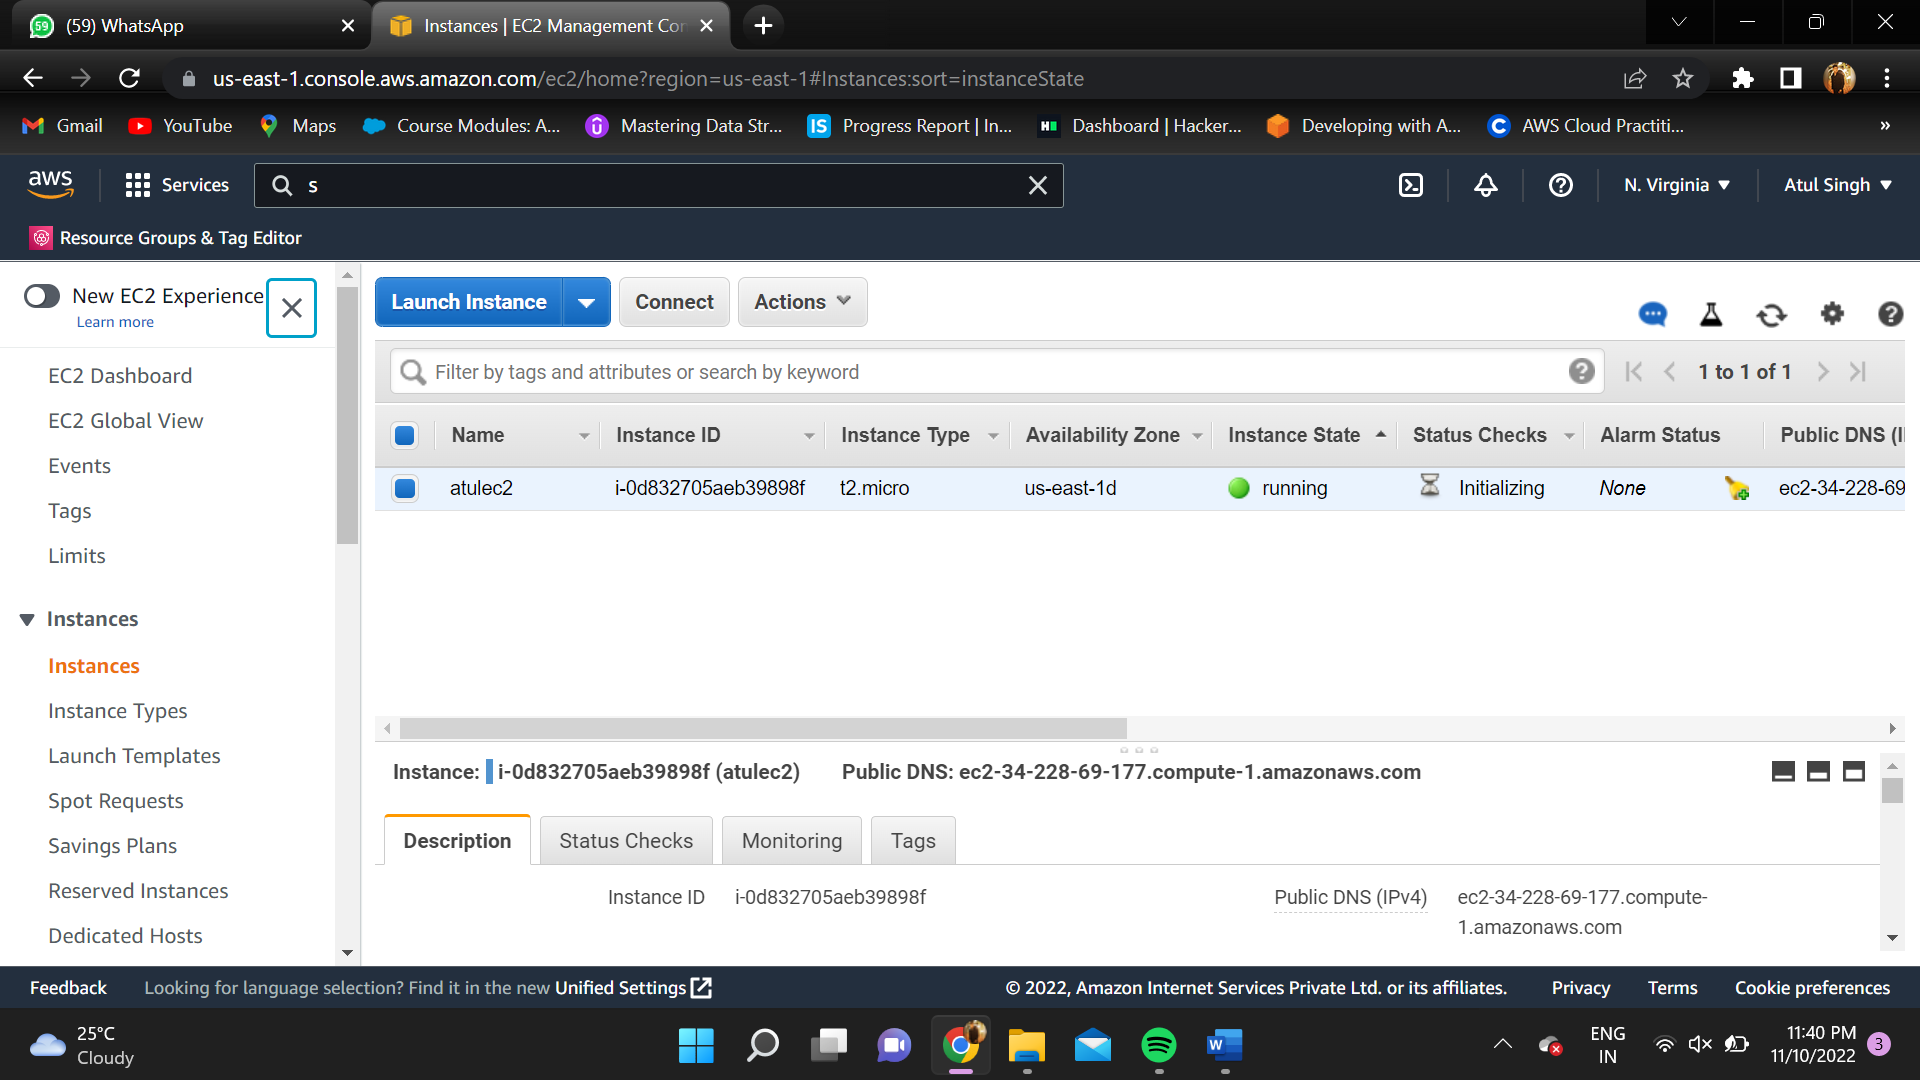 59
(59) WhatsApp
Instances | EC2 Management Con
us-east-1.console.aws.amazon.com/ec2/home?region=us-east-1#Instances:sort=instanceState
Gmail
YouTube
Maps
Course Modules: A...
Mastering Data Str...
IS
Progress Report | In...
Dashboard | Hacker...
Developing with A...
C
AWS Cloud Practiti...
»
aws
Services
s
N. Virginia
Atul Singh
Resource Groups & Tag Editor
New EC2 Experience
Learn more
EC2 Dashboard
EC2 Global View
Events
Tags
Limits
Instances
Instances
Instance Types
Launch Templates
Spot Requests
Savings Plans
Reserved Instances
Dedicated Hosts
Launch Instance
Connect
Actions
Filter by tags and attributes or search by keyword
1 to 1 of 1
Name Instance ID Instance Type Availability Zone Instance State Status Checks Alarm Status Public DNS (I
atulec2 i-0d832705aeb39898f t2.micro us-east-1d running Initializing None ec2-34-228-69
Instance: i-0d832705aeb39898f (atulec2) Public DNS: ec2-34-228-69-177.compute-1.amazonaws.com
Description Status Checks Monitoring Tags
Instance ID i-0d832705aeb39898f
Public DNS (IPv4) ec2-34-228-69-177.compute-
1.amazonaws.com
Feedback
Looking for language selection? Find it in the new Unified Settings
© 2022, Amazon Internet Services Private Ltd. or its affiliates.
Privacy
Terms
Cookie preferences
25°C
Cloudy
W
ENG
IN
11:40 PM
11/10/2022
3